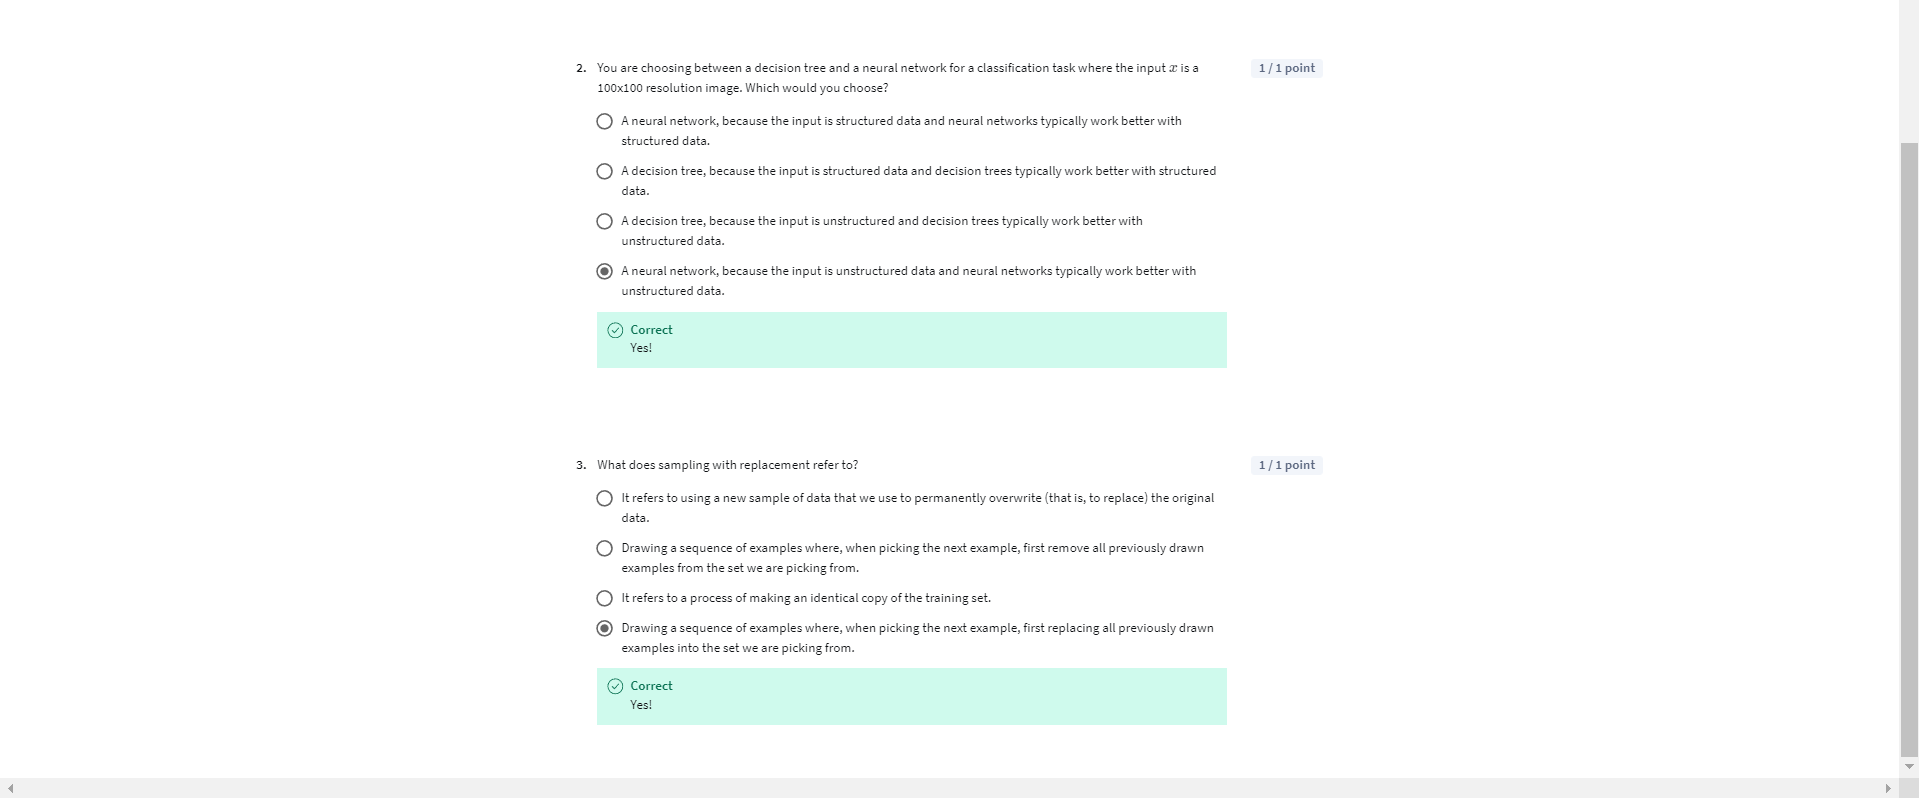 2. You are choosing between a decision tree and a neural network for a classification task where the input x is a 1 / 1 point
100x100 resolution image. Which would you choose?
A neural network, because the input is structured data and neural networks typically work better with
structured data.
A decision tree, because the input is structured data and decision trees typically work better with structured
data.
A decision tree, because the input is unstructured and decision trees typically work better with
unstructured data.
A neural network, because the input is unstructured data and neural networks typically work better with
unstructured data.
Correct
Yes!
3. What does sampling with replacement refer to? 1 / 1 point
It refers to using a new sample of data that we use to permanently overwrite (that is, to replace) the original
data.
Drawing a sequence of examples where, when picking the next example, first remove all previously drawn
examples from the set we are picking from.
It refers to a process of making an identical copy of the training set.
Drawing a sequence of examples where, when picking the next example, first replacing all previously drawn
examples into the set we are picking from.
Correct
Yes!